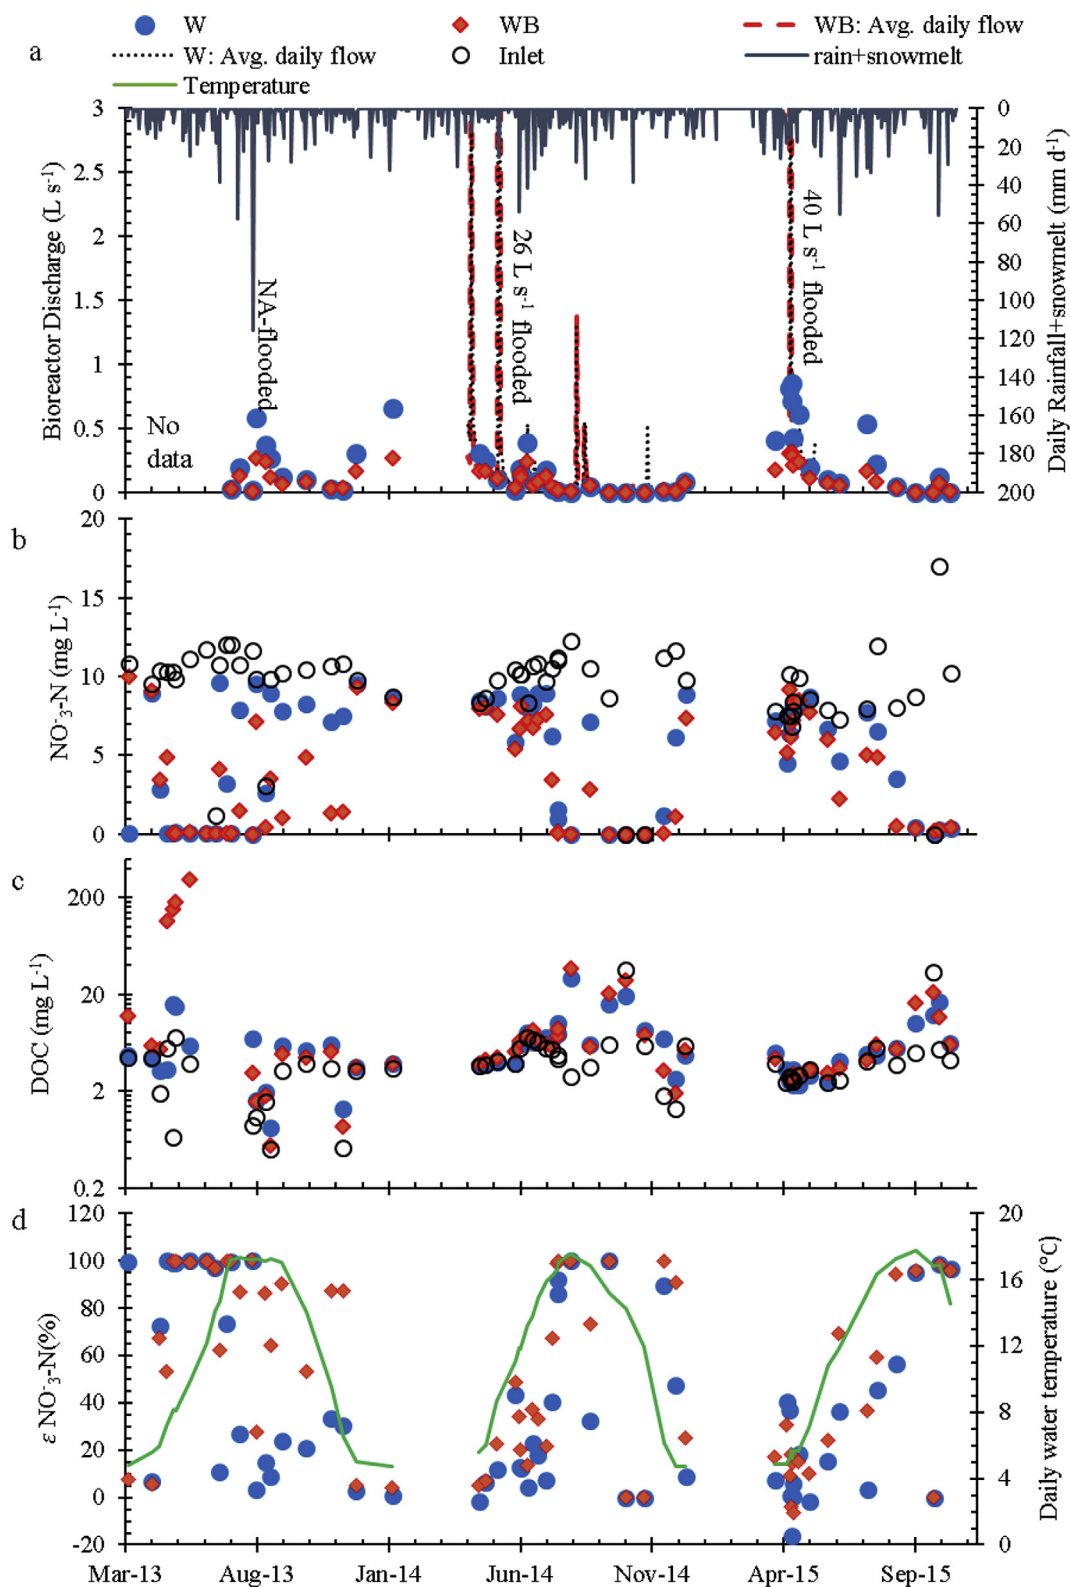 W
WB
WB: Avg. daily flow
a
W: Avg. daily flow
Inlet
rain+snowmelt
Temperature
Bioreactor Discharge (L s⁻¹)
3
2.5
2
1.5
1
0.5
0
No data
NA-flooded
26 L s⁻¹ flooded
40 L s⁻¹ flooded
0
20
40
60
80
100
120
140
160
180
200
Daily Rainfall+snowmelt (mm d⁻¹)
b
NO⁻₃-N (mg L⁻¹)
20
15
10
5
0
c
DOC (mg L⁻¹)
200
20
2
0.2
d
ε NO⁻₃-N(%)
120
100
80
60
40
20
0
-20
20
16
12
8
4
0
Daily water temperature (°C)
Mar-13 Aug-13 Jan-14 Jun-14 Nov-14 Apr-15 Sep-15